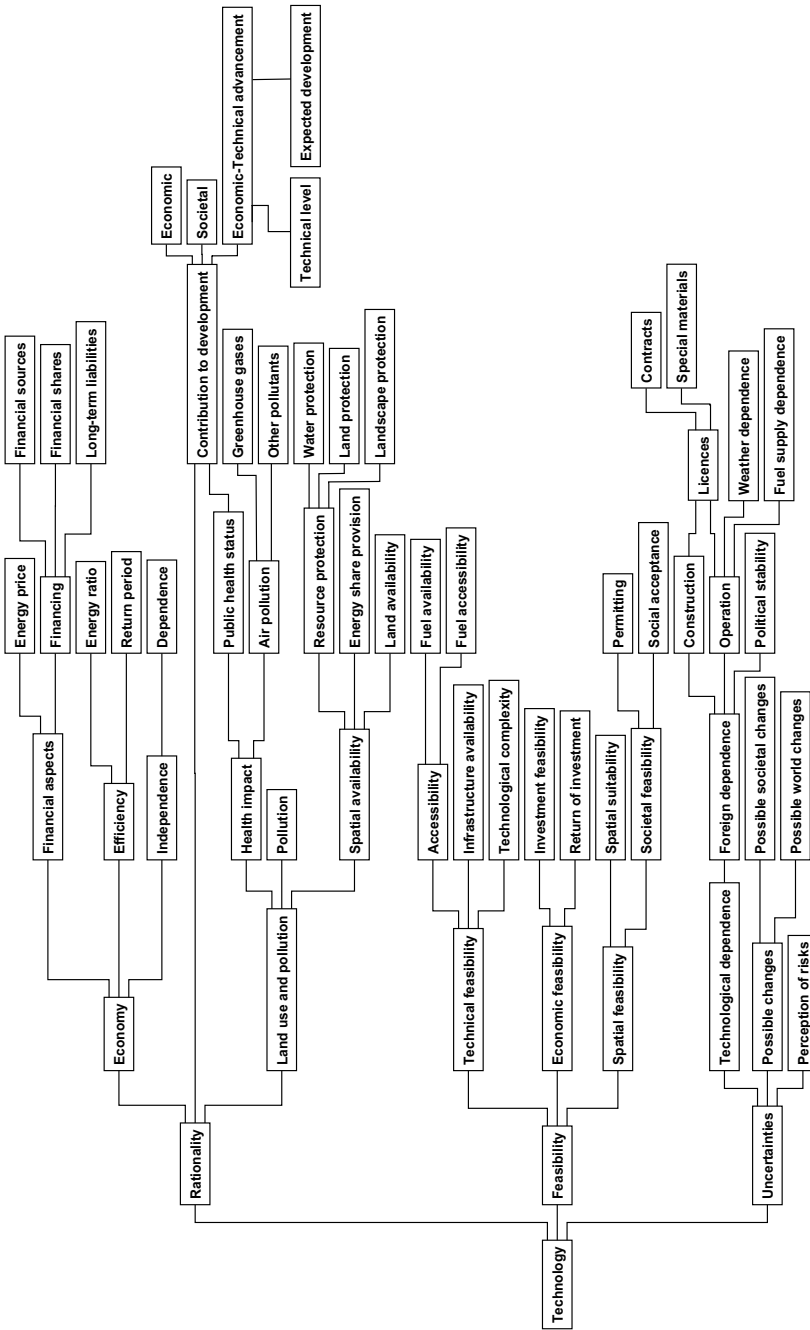 Technology
Rationality
Economy
Financial aspects
Energy price
Financing
Financial sources
Financial shares
Long-term liabilities
Efficiency
Energy ratio
Return period
Independence
Dependence
Contribution to development
Economic
Societal
Economic-Technical advancement
Technical level
Expected development
Public health status
Land use and pollution
Health impact
Air pollution
Greenhouse gases
Other pollutants
Pollution
Spatial availability
Resource protection
Water protection
Land protection
Landscape protection
Energy share provision
Land availability
Feasibility
Technical feasibility
Accessibility
Fuel availability
Fuel accessibility
Infrastructure availability
Technological complexity
Economic feasibility
Investment feasibility
Return of investment
Spatial feasibility
Spatial suitability
Societal feasibility
Permitting
Social acceptance
Uncertainties
Technological dependence
Foreign dependence
Construction
Operation
Licences
Contracts
Special materials
Weather dependence
Fuel supply dependence
Political stability
Possible changes
Possible societal changes
Possible world changes
Perception of risks